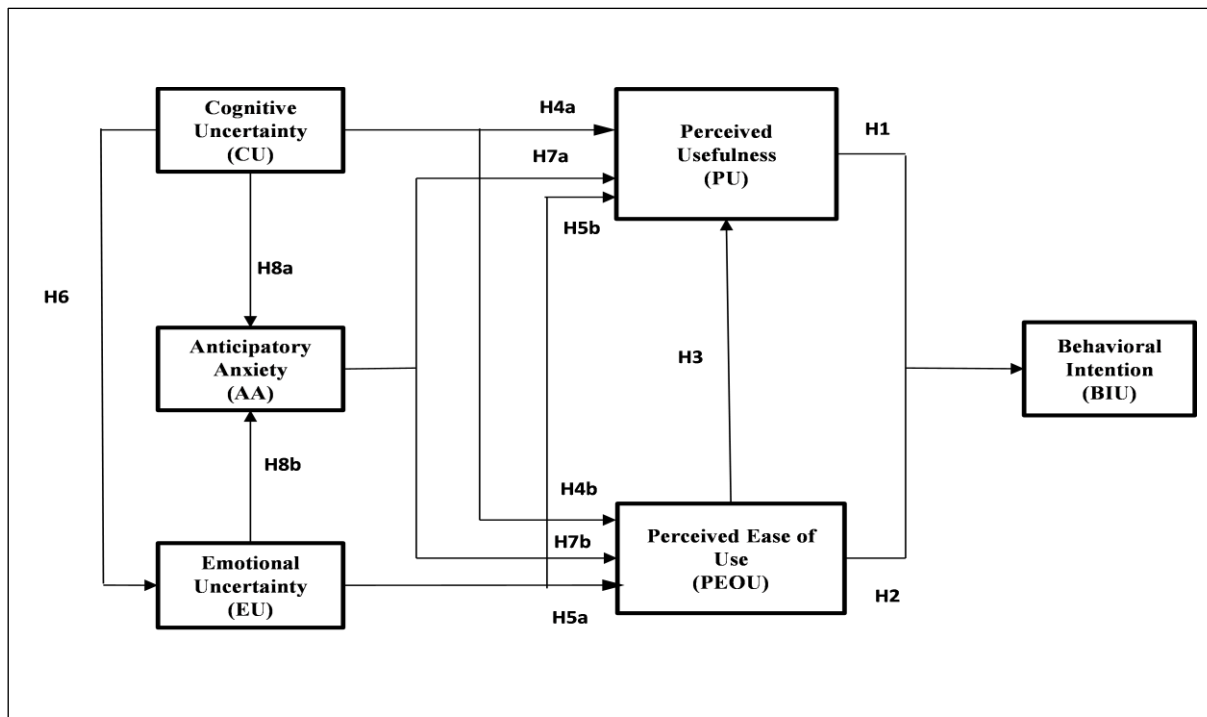 Cognitive
Uncertainty
(CU)
H4a
Perceived
Usefulness
(PU)
H1
H7a
H5b
H8a
H6
Anticipatory
Anxiety
(AA)
H3
Behavioral
Intention
(BIU)
H8b
H4b
H7b
Emotional
Uncertainty
(EU)
Perceived Ease of
Use
(PEOU)
H5a
H2